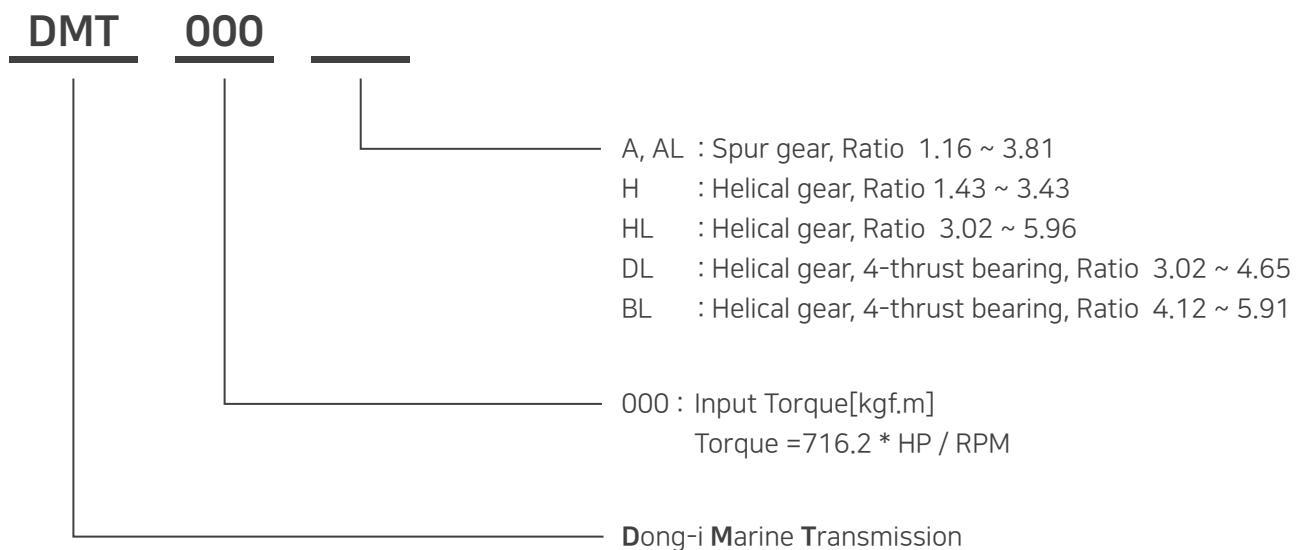 DMT 000
A, AL : Spur gear, Ratio 1.16 ~ 3.81
H : Helical gear, Ratio 1.43 ~ 3.43
HL : Helical gear, Ratio 3.02 ~ 5.96
DL : Helical gear, 4-thrust bearing, Ratio 3.02 ~ 4.65
BL : Helical gear, 4-thrust bearing, Ratio 4.12 ~ 5.91
000 : Input Torque[kgf.m]
Torque =716.2 * HP / RPM
Dong-i Marine Transmission